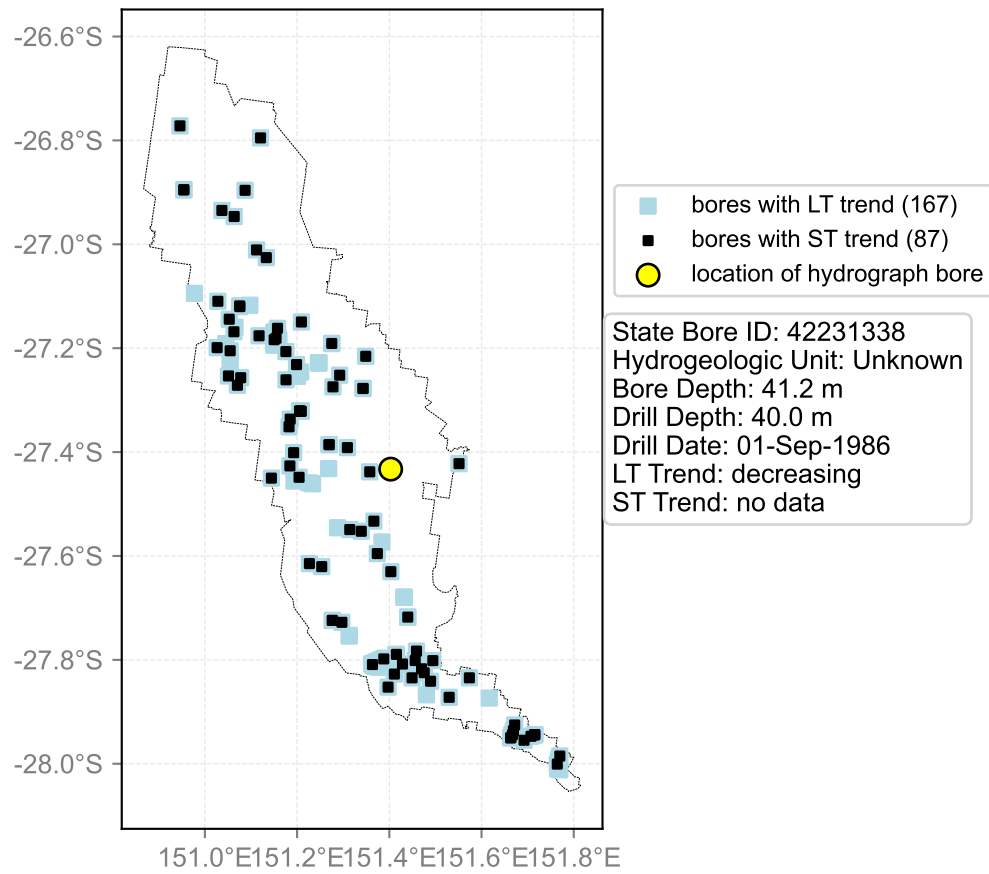 -26.6°S
-26.8°S
-27.0°S
-27.2°S
-27.4°S
-27.6°S
-27.8°S
-28.0°S
151.0°E151.2°E151.4°E151.6°E151.8°E
bores with LT trend (167)
bores with ST trend (87)
location of hydrograph bore
State Bore ID: 42231338
Hydrogeologic Unit: Unknown
Bore Depth: 41.2 m
Drill Depth: 40.0 m
Drill Date: 01-Sep-1986
LT Trend: decreasing
ST Trend: no data